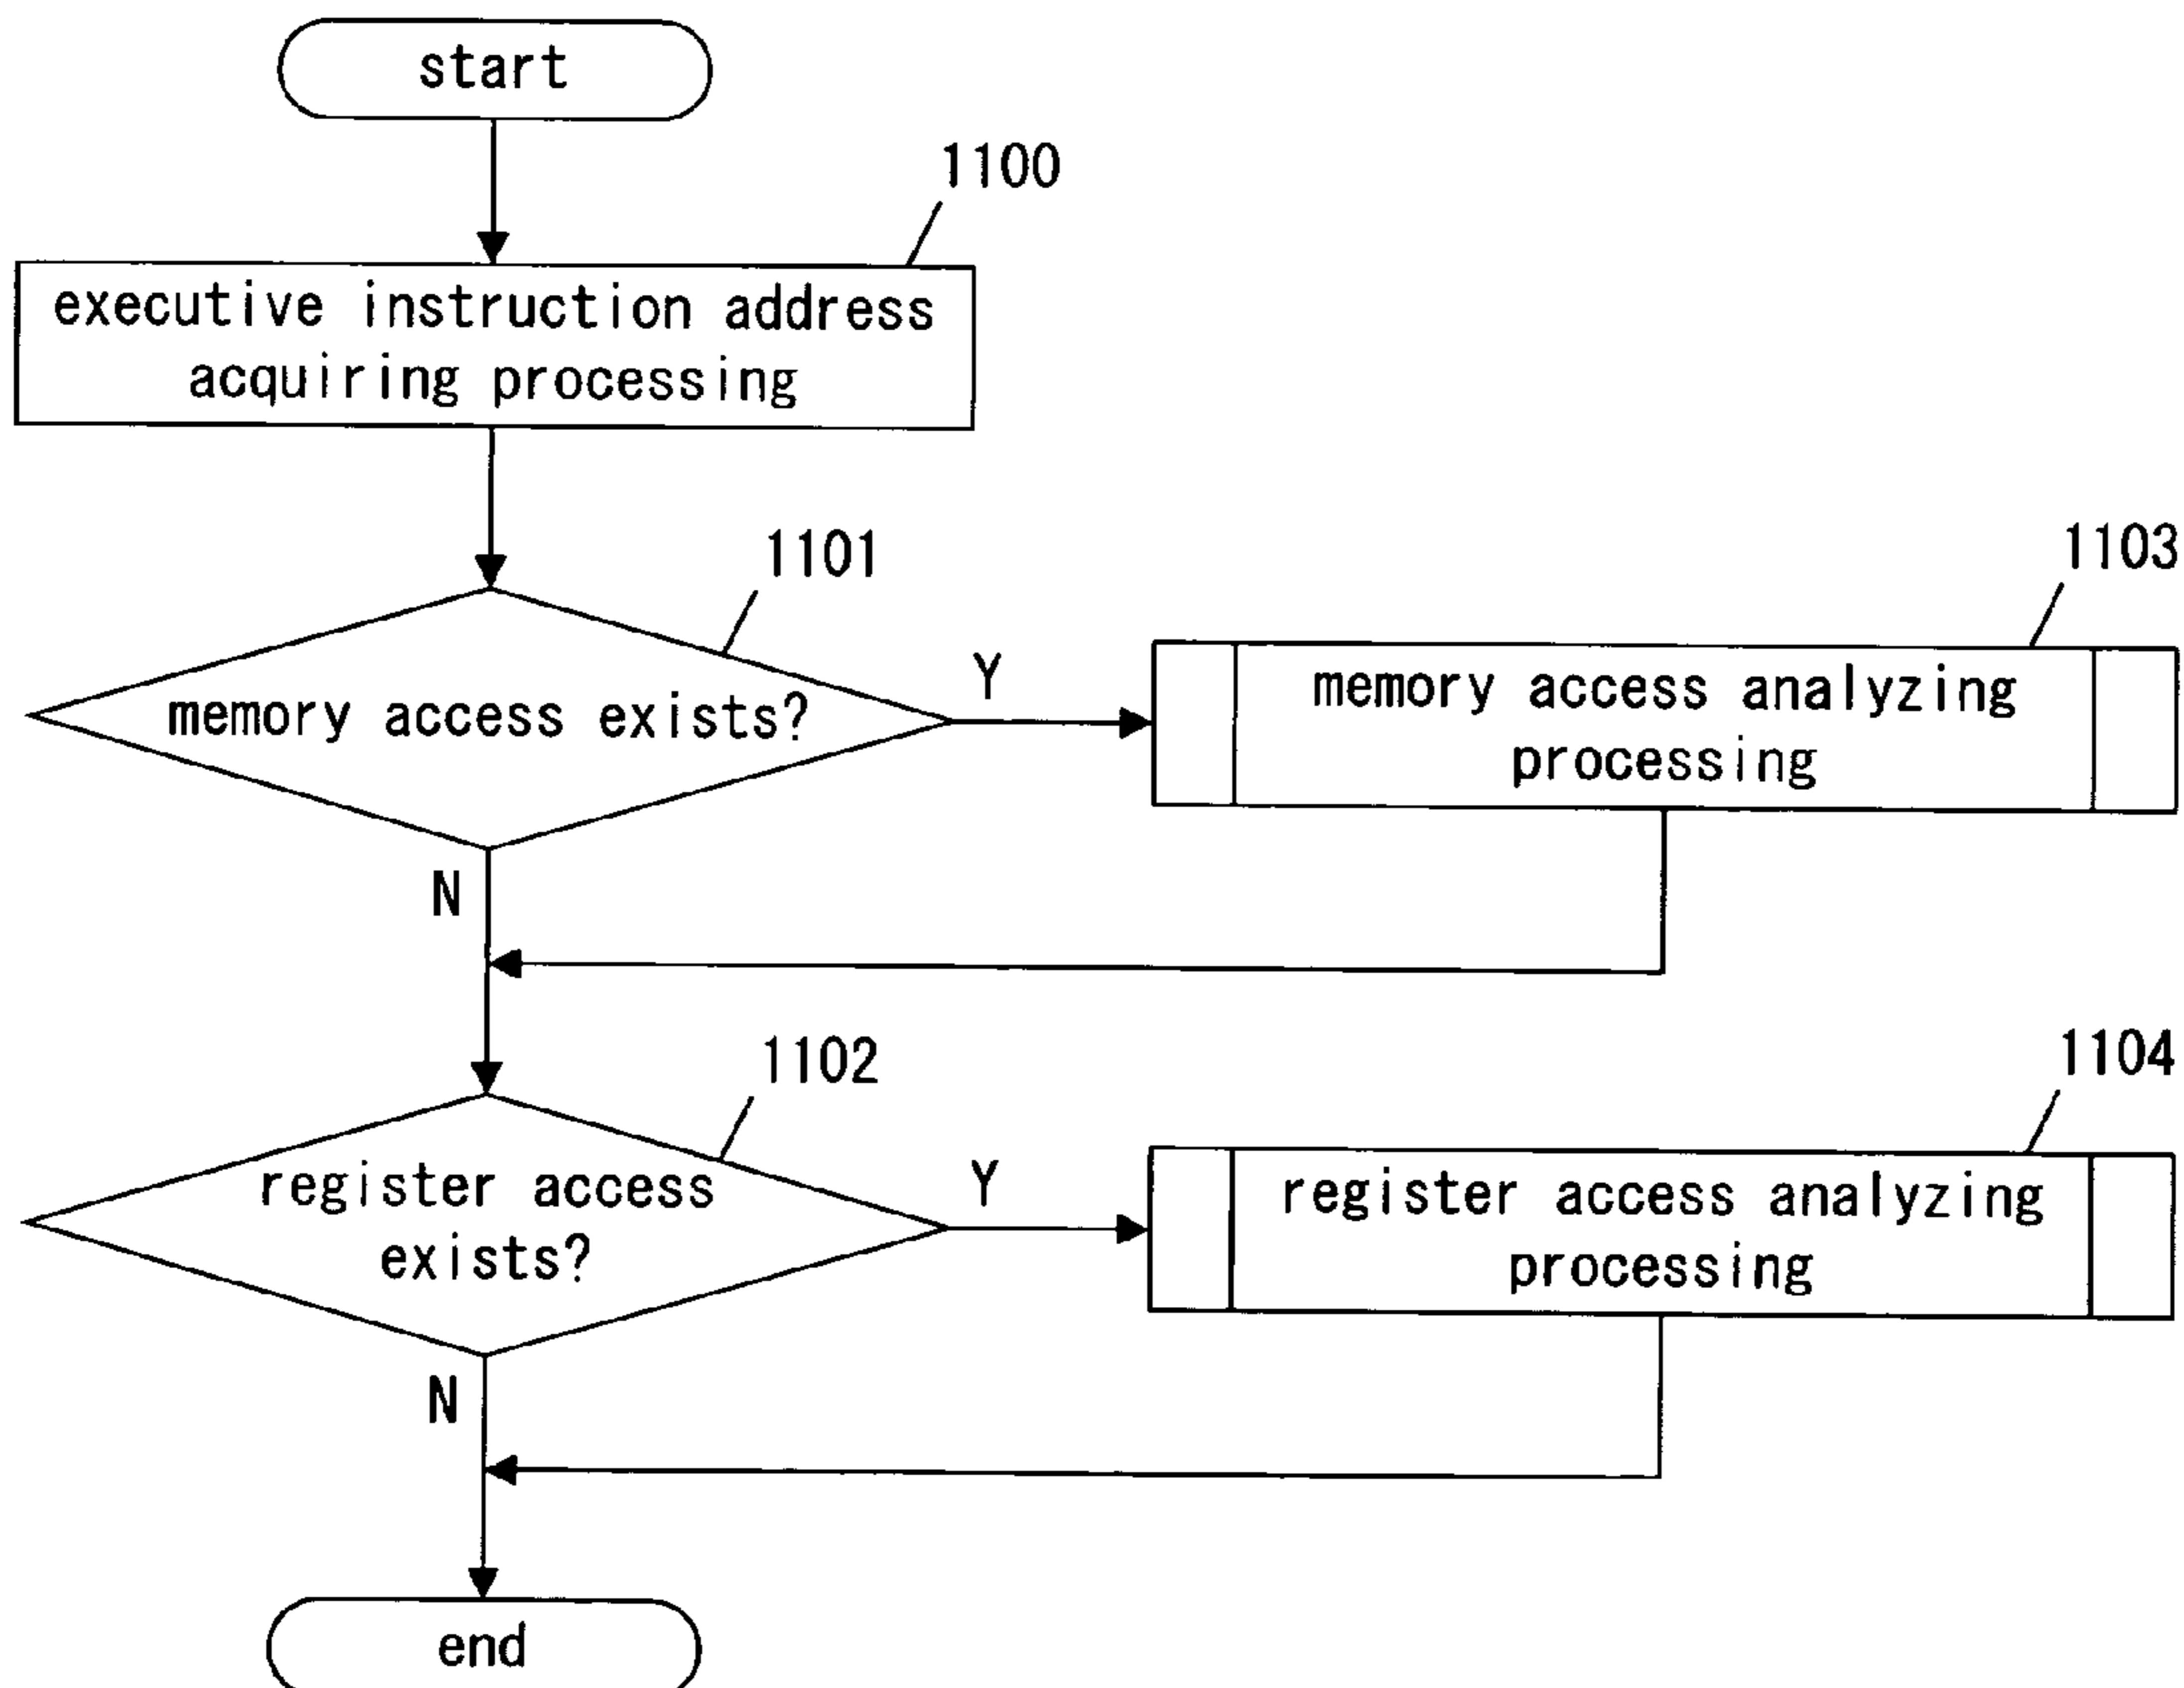 start
1100
executive instruction address
acquiring processing
1101
memory access exists?
Y
1103
memory access analyzing
processing
N
1102
register access
exists?
Y
1104
register access analyzing
processing
N
end